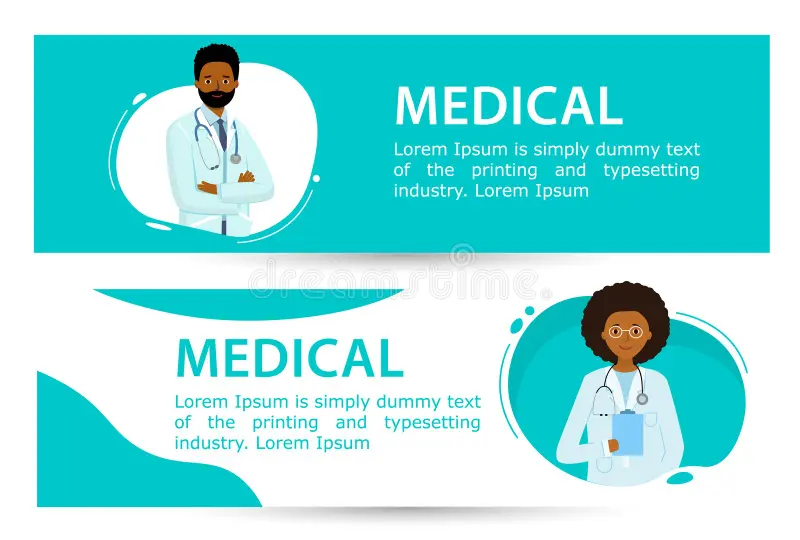 MEDICAL
Lorem Ipsum is simply dummy text
of the printing and typesetting
industry. Lorem Ipsum
dreamstime
MEDICAL
Lorem Ipsum is simply dummy text
of the printing and typesetting
industry. Lorem Ipsum